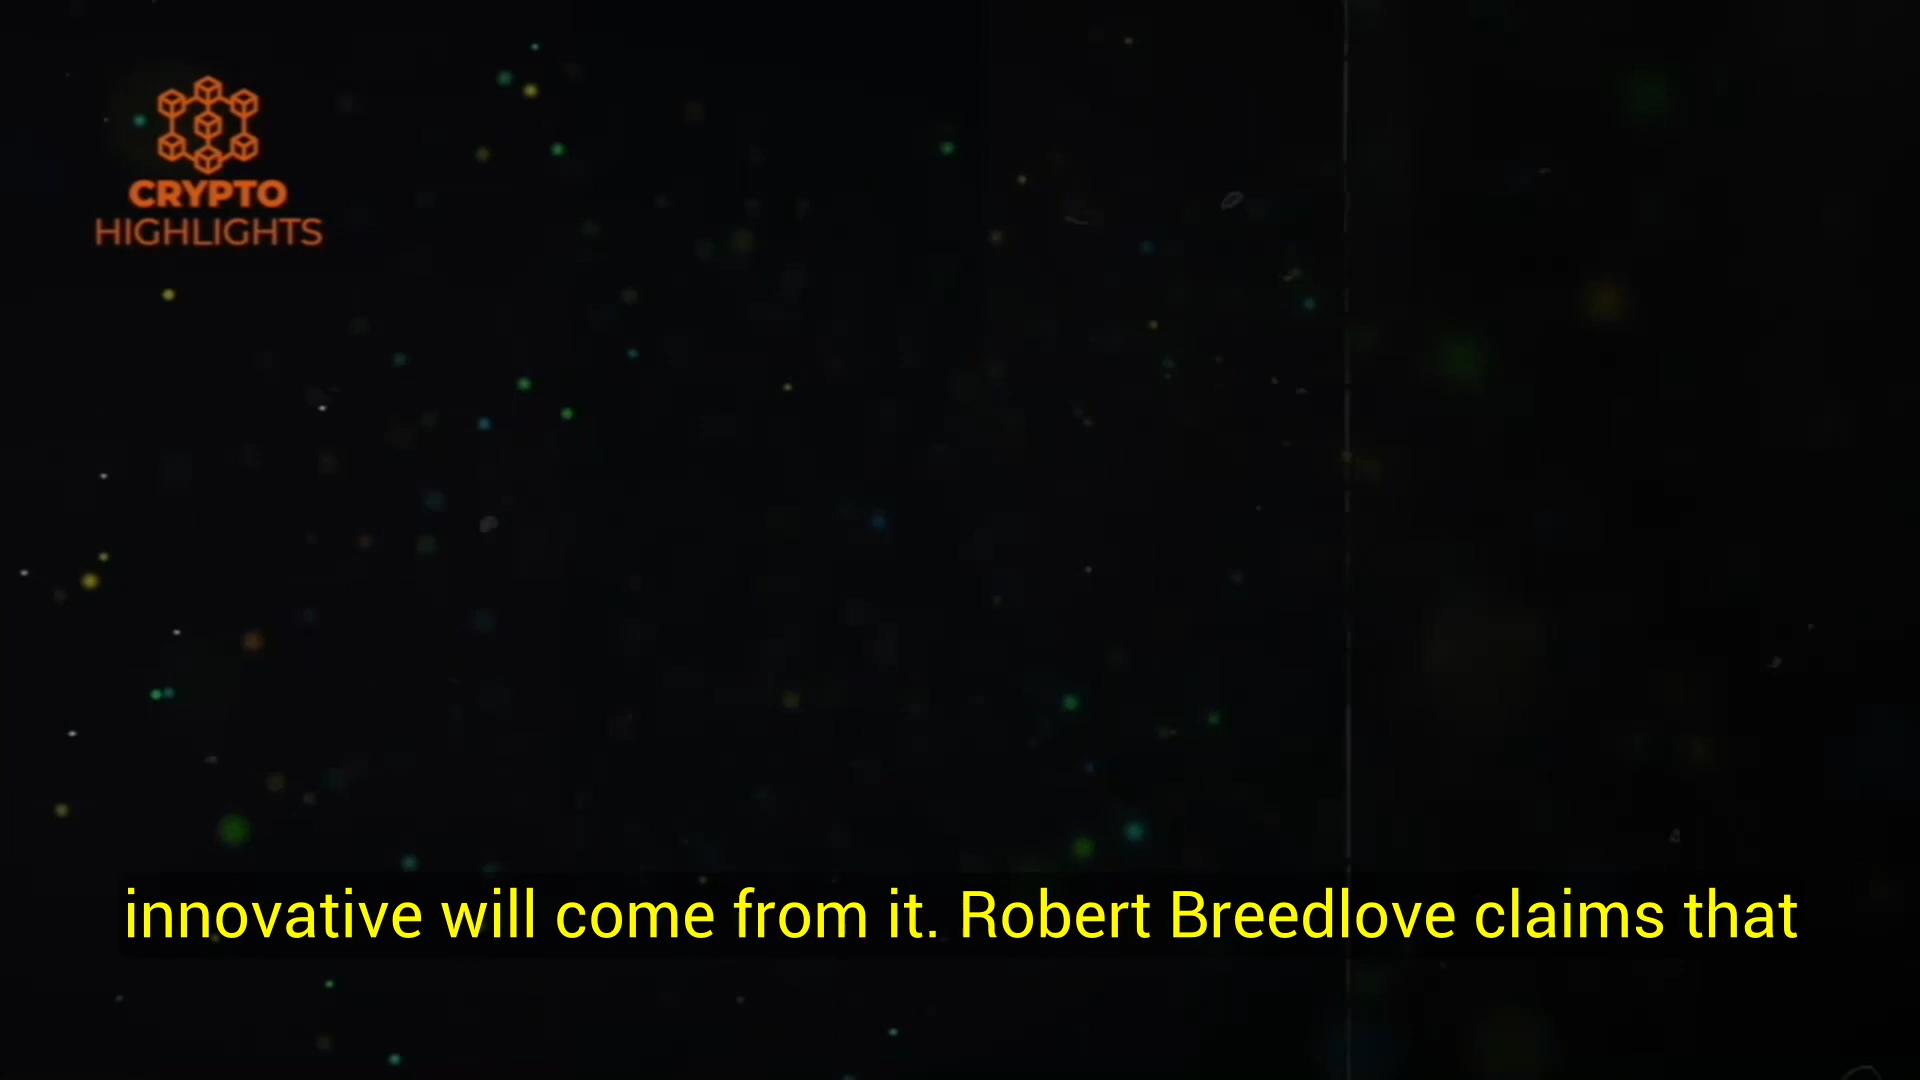 CRYPTO
HIGHLIGHTS
innovative will come from it. Robert Breedlove claims that